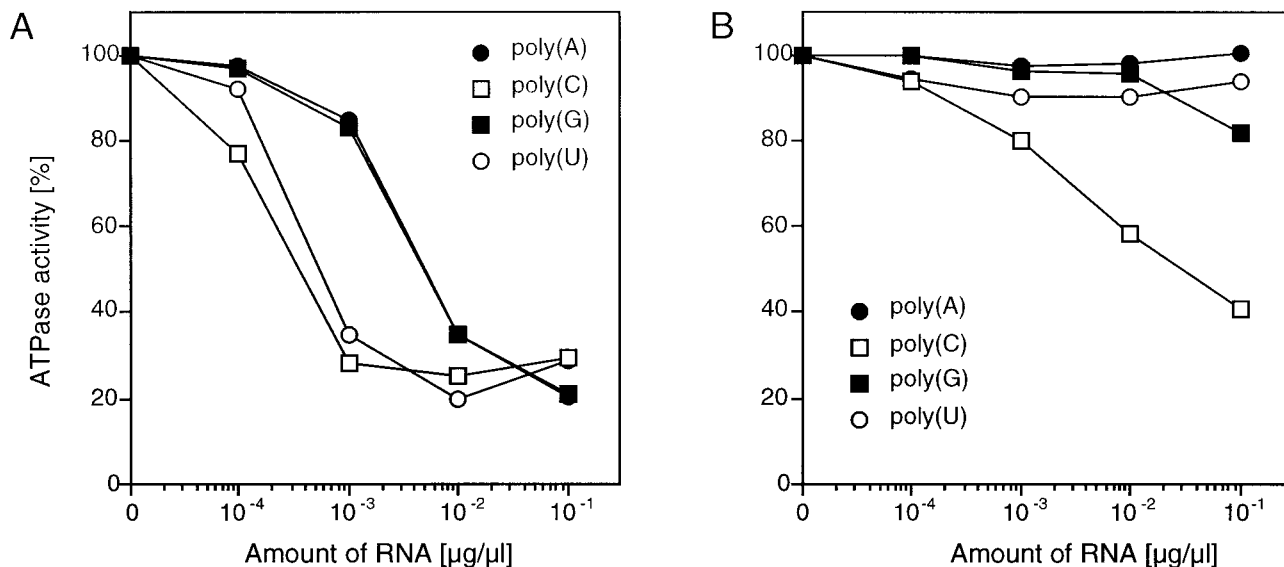 A
ATPase activity [%]
100
80
60
40
20
0
poly(A)
poly(C)
poly(G)
poly(U)
0 10⁻⁴ 10⁻³ 10⁻² 10⁻¹
Amount of RNA [µg/µl]
B
100
80
60
40
20
0
poly(A)
poly(C)
poly(G)
poly(U)
0 10⁻⁴ 10⁻³ 10⁻² 10⁻¹
Amount of RNA [µg/µl]